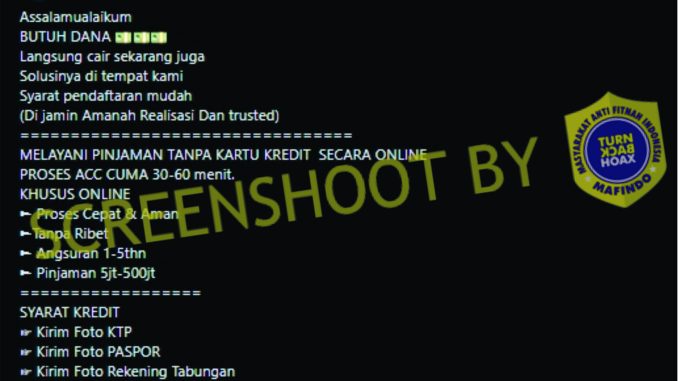 Assalamualaikum
BUTUH DANA 💵💵💵
Langsung cair sekarang juga
Solusinya di tempat kami
Syarat pendaftaran mudah
(Di jamin Amanah Realisasi Dan trusted)
=================================
MELAYANI PINJAMAN TANPA KARTU KREDIT SECARA ONLINE
PROSES ACC CUMA 30-60 menit.
KHUSUS ONLINE
Proses Cepat & Aman
Tanpa Ribet
Angsuran 1-5thn
Pinjaman 5jt-500jt
==================
SYARAT KREDIT
☞ Kirim Foto KTP
☞ Kirim Foto PASPOR
☞ Kirim Foto Rekening Tabungan
SCREENSHOOT BY
MASYARAKAT ANTI FITNAH INDONESIA
TURN
BACK
HOAX
MAFINDO